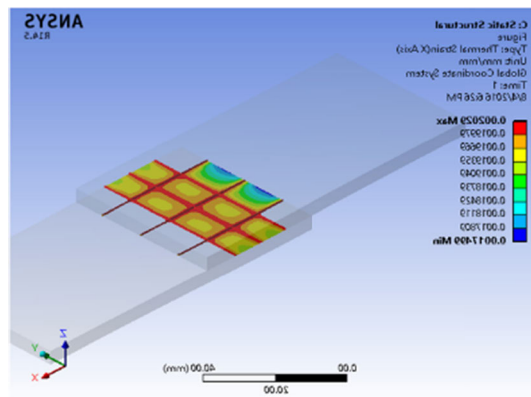 ANSYS
R14.5
C: Static Structural
Figure
Type: Thermal Strain(X Axis)
Unit: mm/mm
Global Coordinate System
Time: 1
8/4/2016 6:26 PM
0.002029 Max
0.0019979
0.0019669
0.0019359
0.0019049
0.0018739
0.0018429
0.0018119
0.0017809
0.0017499 Min
Z
Y
X
0.00
40.00 (mm)
20.00